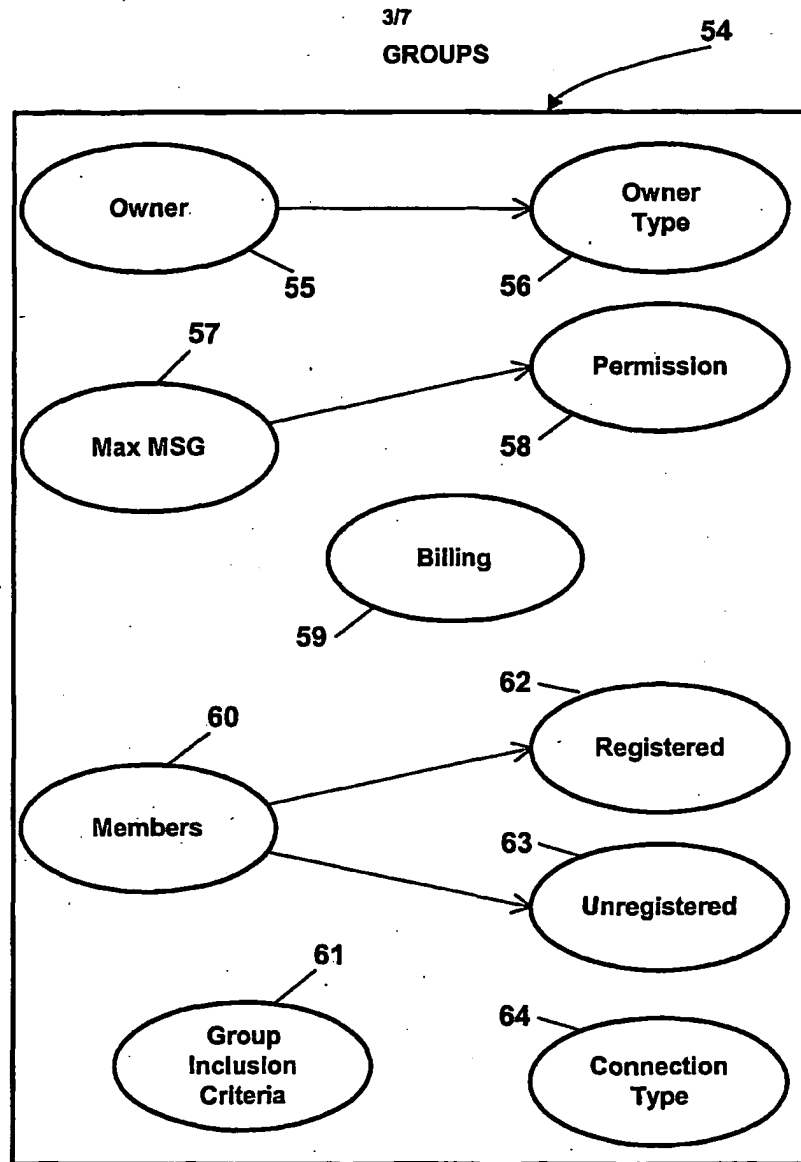 3/7
GROUPS
54
Owner
Owner
Type
55
56
57
Permission
Max MSG
58
Billing
59
62
60
Registered
Members
63
Unregistered
61
64
Group
Inclusion
Criteria
Connection
Type